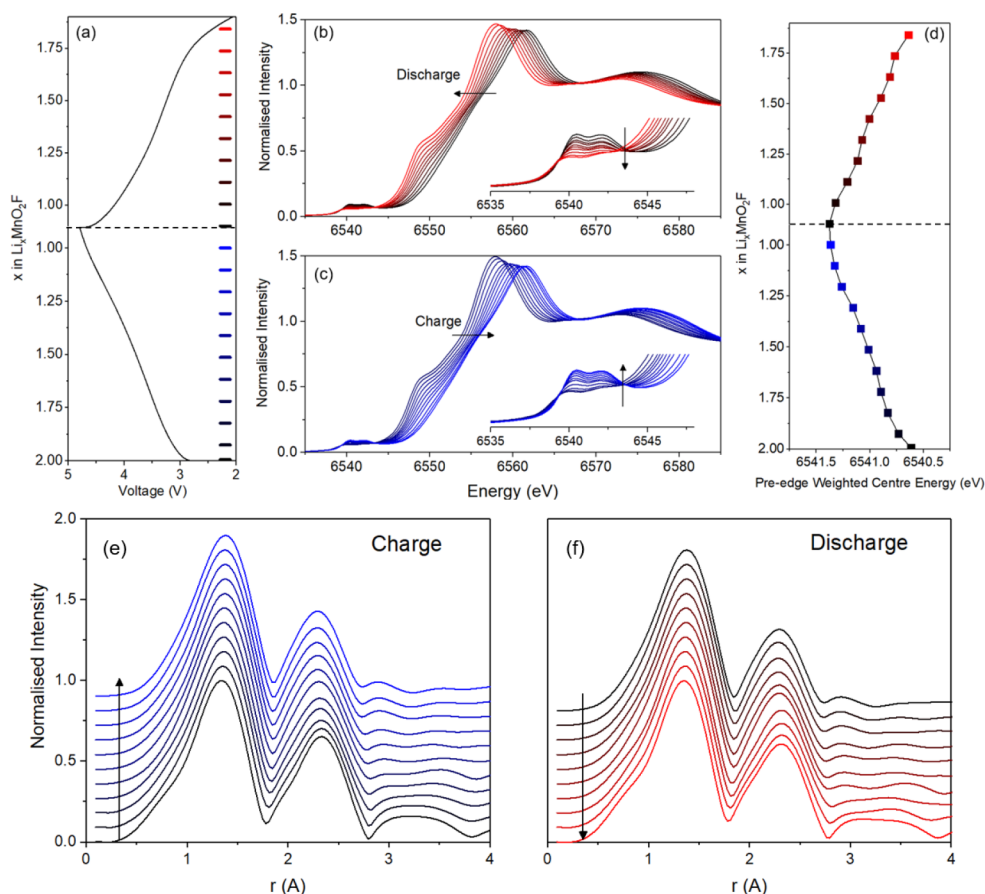 (a)
x in LiₓMnO₂F
1.75
1.50
1.25
1.00
1.00
1.25
1.50
1.75
2.00
5 4 3 2
Voltage (V)
(b)
Normalised Intensity
1.5
1.0
0.5
0.0
Discharge
6535 6540 6545
6540 6550 6560 6570 6580
(c)
Normalised Intensity
1.5
1.0
0.5
0.0
Charge
6535 6540 6545
6540 6550 6560 6570 6580
Energy (eV)
(d)
x in LiₓMnO₂F
1.75
1.50
1.25
1.00
1.00
1.25
1.50
1.75
2.00
6541.5 6541.0 6540.5
Pre-edge Weighted Centre Energy (eV)
(e)
Charge
Normalised Intensity
2.0
1.5
1.0
0.5
0.0
0 1 2 3 4
r (A)
(f)
Discharge
0 1 2 3 4
r (A)